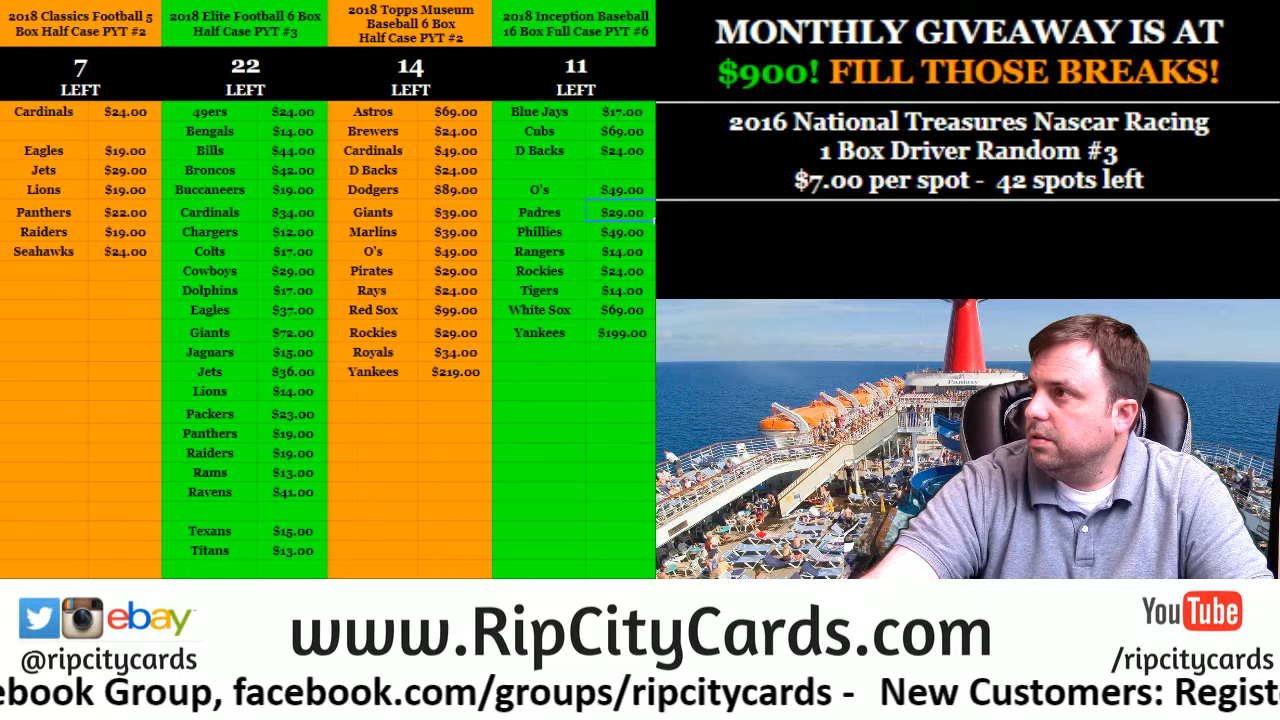 2018 Classics Football 5
Box Half Case PYT #2
7
LEFT
Cardinals $24.00
Eagles $19.00
Jets $29.00
Lions $19.00
Panthers $22.00
Raiders $19.00
Seahawks $24.00
2018 Elite Football 6 Box
Half Case PYT #3
22
LEFT
49ers $24.00
Bengals $14.00
Bills $44.00
Broncos $42.00
Buccaneers $19.00
Cardinals $34.00
Chargers $12.00
Colts $17.00
Cowboys $29.00
Dolphins $17.00
Eagles $37.00
Giants $72.00
Jaguars $15.00
Jets $36.00
Lions $14.00
Packers $23.00
Panthers $19.00
Raiders $19.00
Rams $13.00
Ravens $41.00
Texans $15.00
Titans $13.00
2018 Topps Museum
Baseball 6 Box
Half Case PYT #2
14
LEFT
Astros $69.00
Brewers $24.00
Cardinals $49.00
D Backs $24.00
Dodgers $89.00
Giants $39.00
Marlins $39.00
O's $49.00
Pirates $29.00
Rays $24.00
Red Sox $99.00
Rockies $29.00
Royals $34.00
Yankees $219.00
2018 Inception Baseball
16 Box Full Case PYT #6
11
LEFT
Blue Jays $17.00
Cubs $69.00
D Backs $24.00
O's $49.00
Padres $29.00
Phillies $49.00
Rangers $14.00
Rockies $24.00
Tigers $14.00
White Sox $69.00
Yankees $199.00
MONTHLY GIVEAWAY IS AT
$900! FILL THOSE BREAKS!
2016 National Treasures Nascar Racing
1 Box Driver Random #3
$7.00 per spot - 42 spots left
Fantasy
ebay
@ripcitycards
www.RipCityCards.com
YouTube
/ripcitycards
ebook Group, facebook.com/groups/ripcitycards - New Customers: Registe